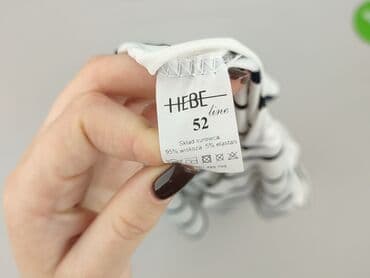 HEBE
line
52
Skład surowca:
95% wiskoza 5% elastan